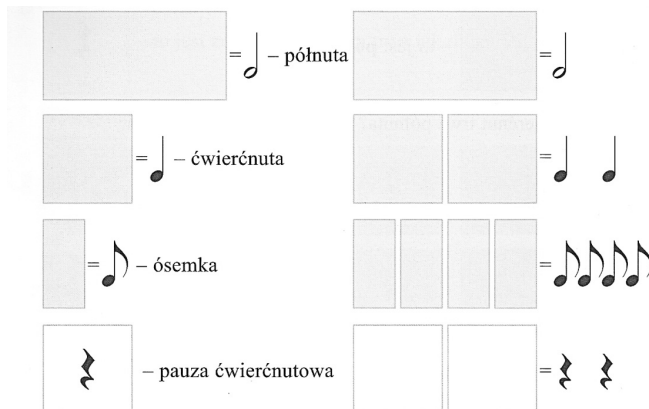 = – półnuta
=
= – ćwierćnuta
=
= – ósemka
=
– pauza ćwierćnutowa
=